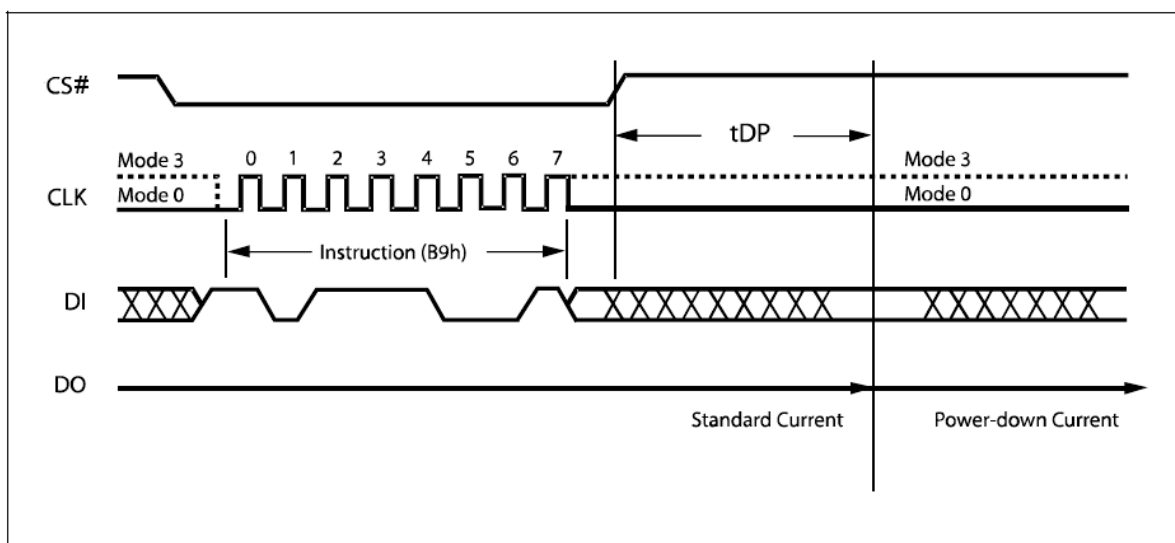 CS#
tDP
Mode 3
0 1 2 3 4 5 6 7
Mode 3
CLK
Mode 0
Mode 0
Instruction (B9h)
DI
DO
Standard Current
Power-down Current